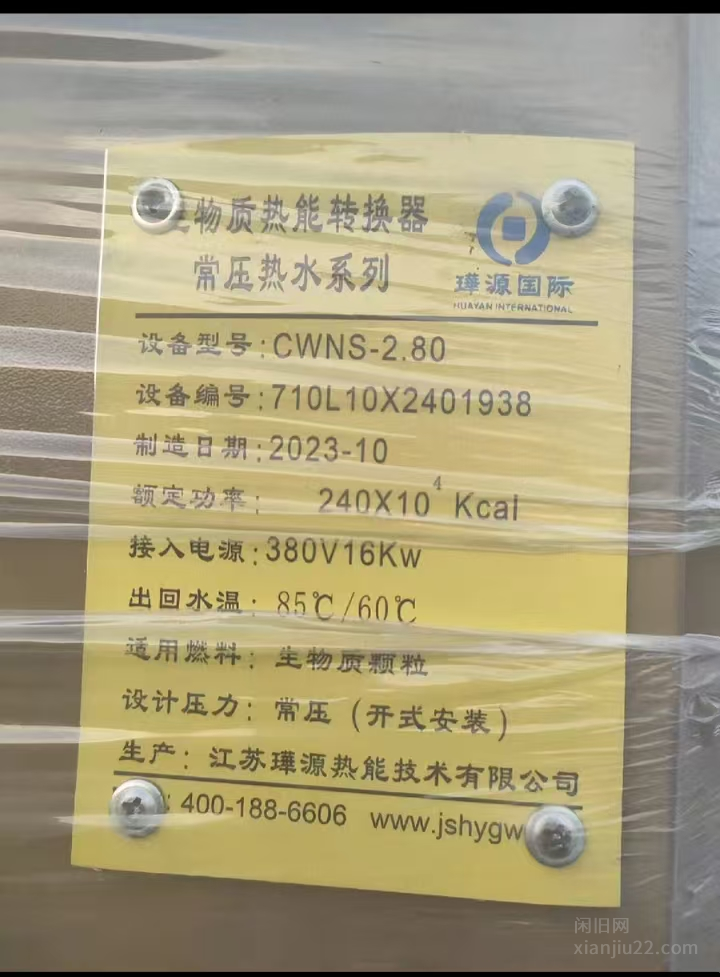 物质热能转换器
常压热水系列
璍源国际
HUAYAN INTERNATIONAL
设备型号:CWNS-2.80
设备编号:710L10X2401938
制造日期:2023-10
额定功率: 240X10⁴ Kcal
接入电源:380V16Kw
出回水温: 85℃/60℃
适用燃料: 生物质颗粒
设计压力: 常压 (开式安装)
生产: 江苏璍源热能技术有限公司
: 400-188-6606 www.jshygw
闲旧网
xianjiu22.com